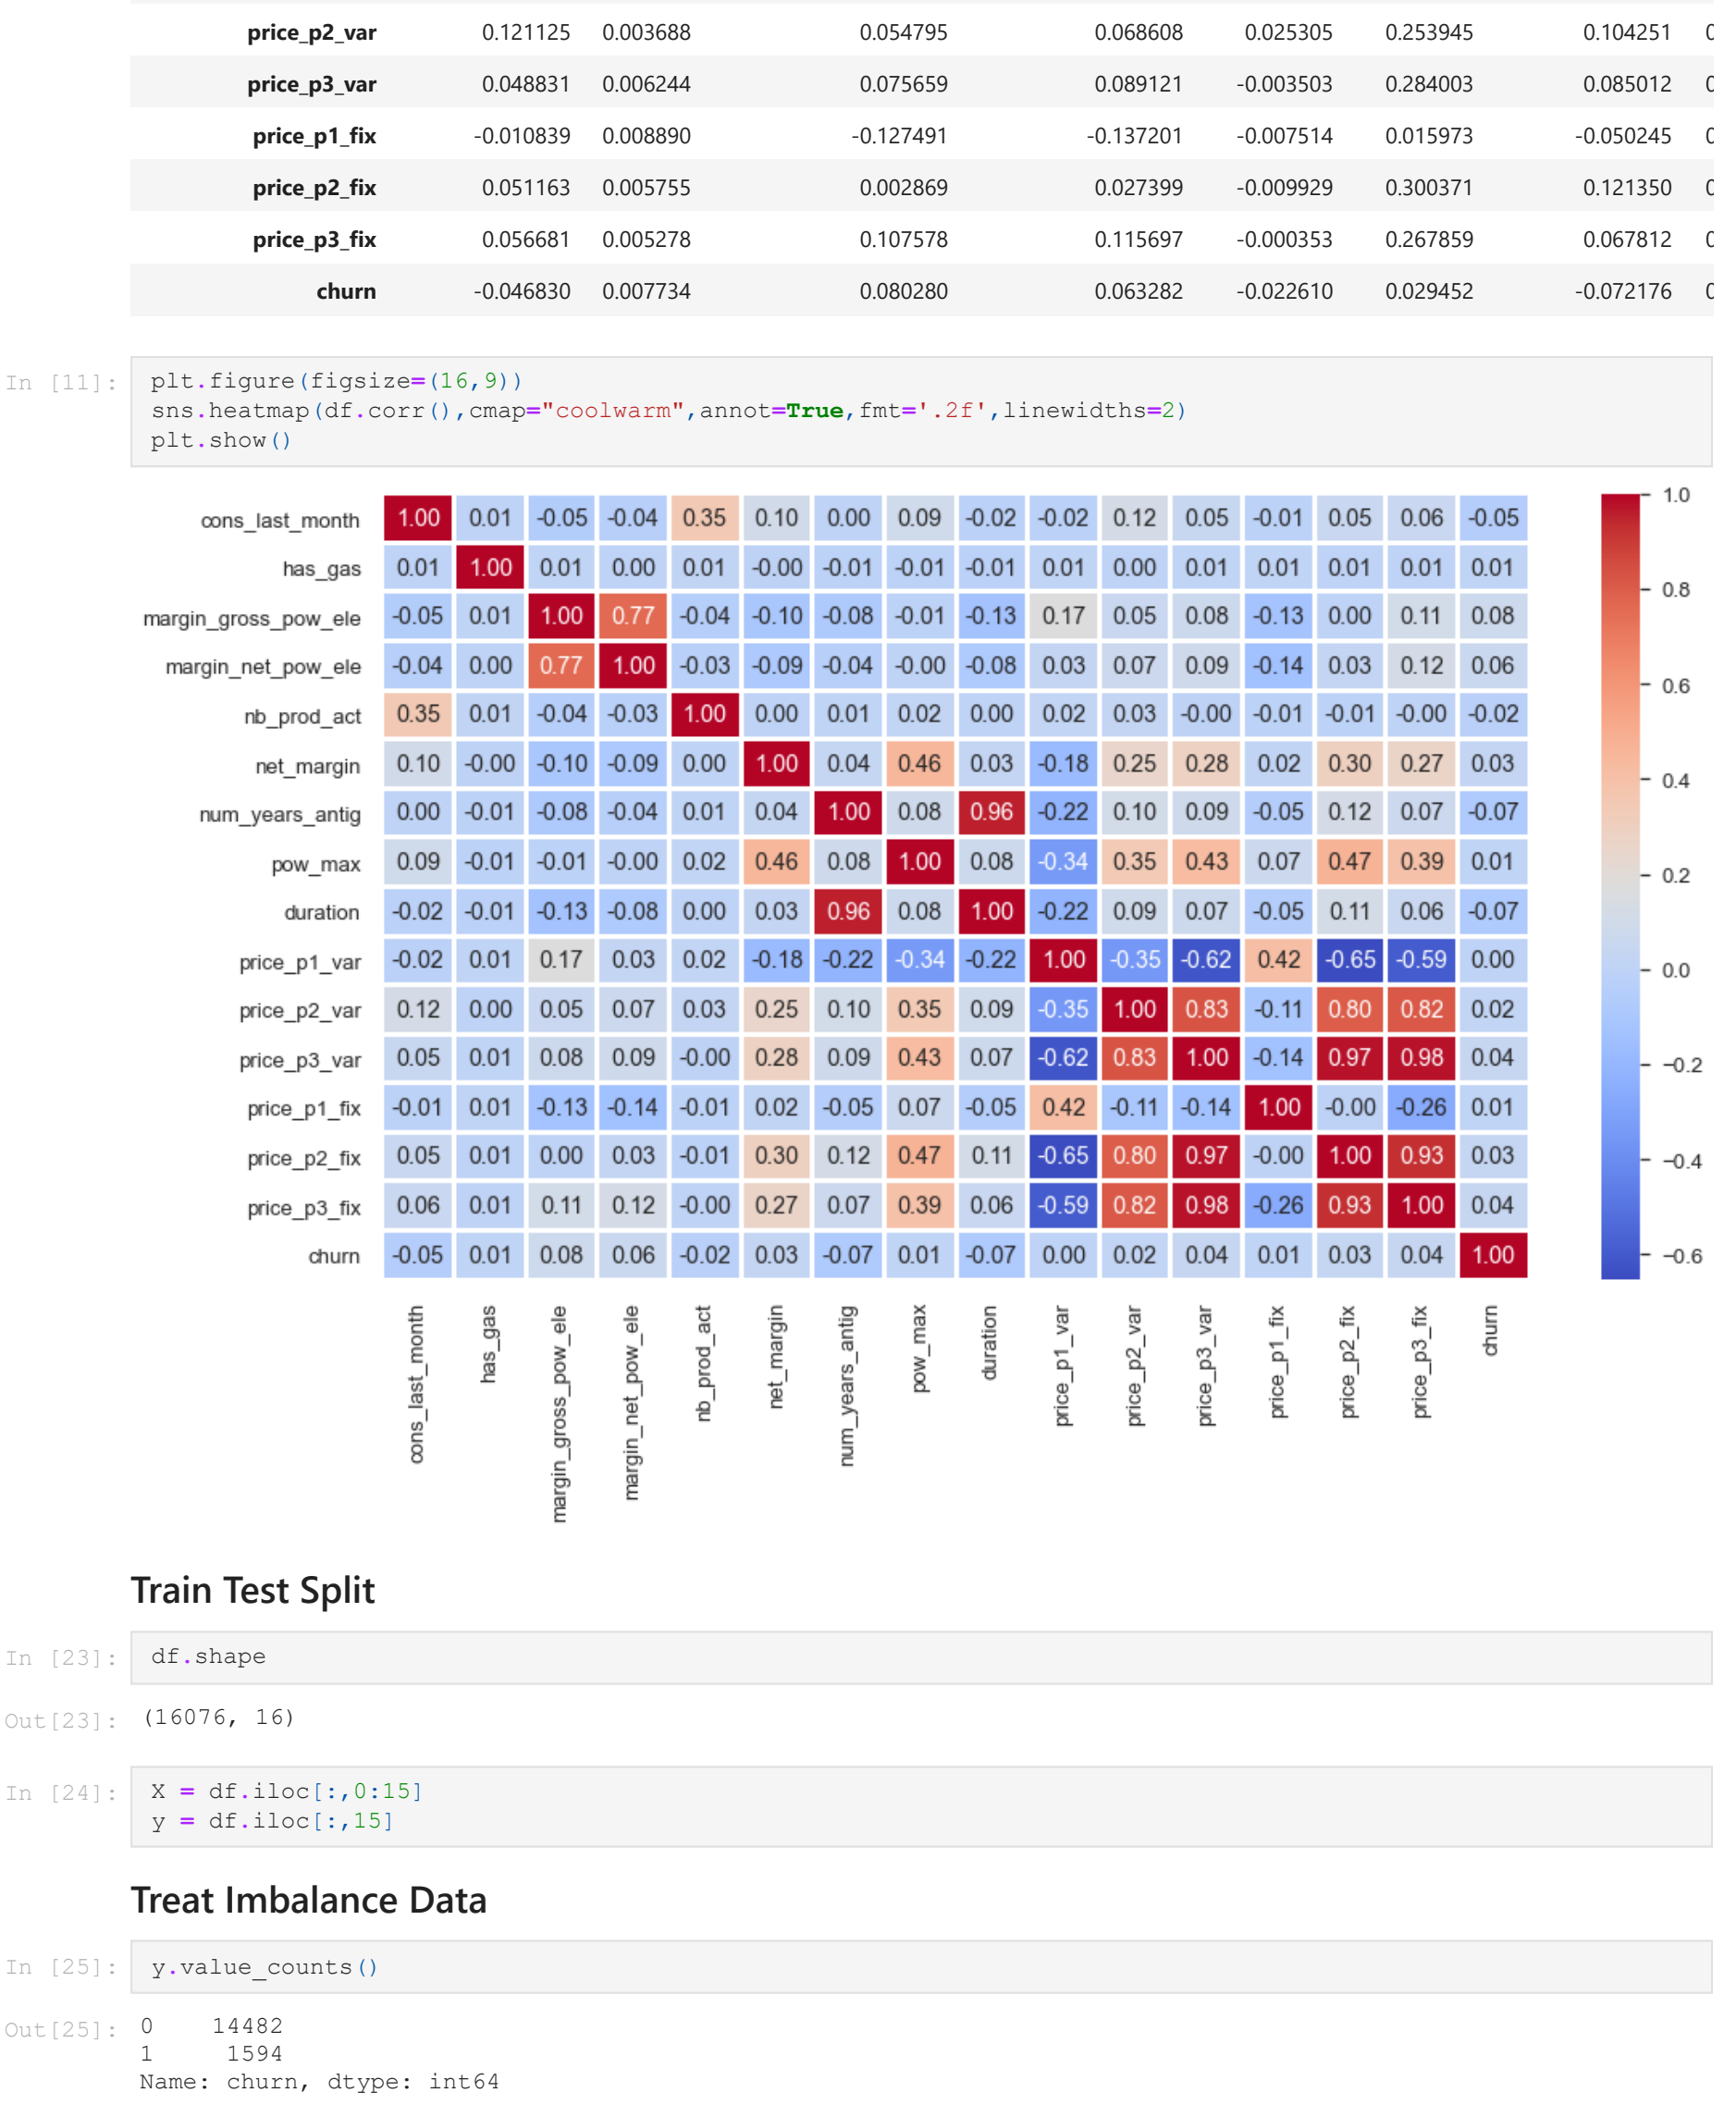 price_p2_var 0.121125 0.003688 0.054795 0.068608 0.025305 0.253945 0.104251
price_p3_var 0.048831 0.006244 0.075659 0.089121 -0.003503 0.284003 0.085012
price_p1_fix -0.010839 0.008890 -0.127491 -0.137201 -0.007514 0.015973 -0.050245
price_p2_fix 0.051163 0.005755 0.002869 0.027399 -0.009929 0.300371 0.121350
price_p3_fix 0.056681 0.005278 0.107578 0.115697 -0.000353 0.267859 0.067812
churn -0.046830 0.007734 0.080280 0.063282 -0.022610 0.029452 -0.072176
In [11]: plt.figure(figsize=(16,9))
sns.heatmap(df.corr(),cmap="coolwarm",annot=True,fmt='.2f',linewidths=2)
plt.show()
cons_last_month 1.00 0.01 -0.05 -0.04 0.35 0.10 0.00 0.09 -0.02 -0.02 0.12 0.05 -0.01 0.05 0.06 -0.05
has_gas 0.01 1.00 0.01 0.00 0.01 -0.00 -0.01 -0.01 -0.01 0.01 0.00 0.01 0.01 0.01 0.01 0.01
margin_gross_pow_ele -0.05 0.01 1.00 0.77 -0.04 -0.10 -0.08 -0.01 -0.13 0.17 0.05 0.08 -0.13 0.00 0.11 0.08
margin_net_pow_ele -0.04 0.00 0.77 1.00 -0.03 -0.09 -0.04 -0.00 -0.08 0.03 0.07 0.09 -0.14 0.03 0.12 0.06
nb_prod_act 0.35 0.01 -0.04 -0.03 1.00 0.00 0.01 0.02 0.00 0.02 0.03 -0.00 -0.01 -0.01 -0.00 -0.02
net_margin 0.10 -0.00 -0.10 -0.09 0.00 1.00 0.04 0.46 0.03 -0.18 0.25 0.28 0.02 0.30 0.27 0.03
num_years_antig 0.00 -0.01 -0.08 -0.04 0.01 0.04 1.00 0.08 0.96 -0.22 0.10 0.09 -0.05 0.12 0.07 -0.07
pow_max 0.09 -0.01 -0.01 -0.00 0.02 0.46 0.08 1.00 0.08 -0.34 0.35 0.43 0.07 0.47 0.39 0.01
duration -0.02 -0.01 -0.13 -0.08 0.00 0.03 0.96 0.08 1.00 -0.22 0.09 0.07 -0.05 0.11 0.06 -0.07
price_p1_var -0.02 0.01 0.17 0.03 0.02 -0.18 -0.22 -0.34 -0.22 1.00 -0.35 -0.62 0.42 -0.65 -0.59 0.00
price_p2_var 0.12 0.00 0.05 0.07 0.03 0.25 0.10 0.35 0.09 -0.35 1.00 0.83 -0.11 0.80 0.82 0.02
price_p3_var 0.05 0.01 0.08 0.09 -0.00 0.28 0.09 0.43 0.07 -0.62 0.83 1.00 -0.14 0.97 0.98 0.04
price_p1_fix -0.01 0.01 -0.13 -0.14 -0.01 0.02 -0.05 0.07 -0.05 0.42 -0.11 -0.14 1.00 -0.00 -0.26 0.01
price_p2_fix 0.05 0.01 0.00 0.03 -0.01 0.30 0.12 0.47 0.11 -0.65 0.80 0.97 -0.00 1.00 0.93 0.03
price_p3_fix 0.06 0.01 0.11 0.12 -0.00 0.27 0.07 0.39 0.06 -0.59 0.82 0.98 -0.26 0.93 1.00 0.04
churn -0.05 0.01 0.08 0.06 -0.02 0.03 -0.07 0.01 -0.07 0.00 0.02 0.04 0.01 0.03 0.04 1.00
cons_last_month
has_gas
margin_gross_pow_ele
margin_net_pow_ele
nb_prod_act
net_margin
num_years_antig
pow_max
duration
price_p1_var
price_p2_var
price_p3_var
price_p1_fix
price_p2_fix
price_p3_fix
churn
1.0
0.8
0.6
0.4
0.2
0.0
−0.2
−0.4
−0.6
Train Test Split
In [23]: df.shape
Out[23]: (16076, 16)
In [24]: X = df.iloc[:,0:15]
y = df.iloc[:,15]
Treat Imbalance Data
In [25]: y.value_counts()
Out[25]: 0 14482
1 1594
Name: churn, dtype: int64